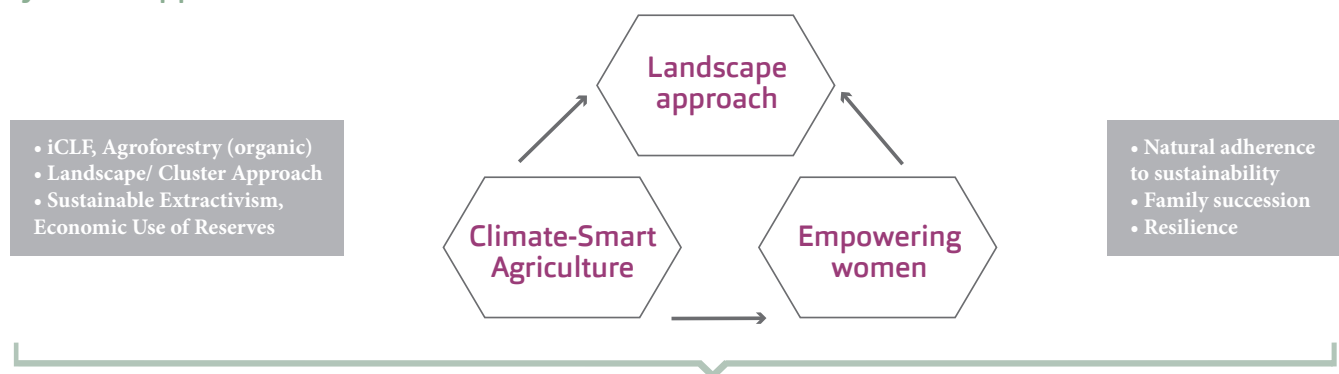 Landscape
approach
• iCLF, Agroforestry (organic)
• Landscape/ Cluster Approach
• Sustainable Extractivism,
Economic Use of Reserves
• Natural adherence
to sustainability
• Family succession
• Resilience
Climate-Smart
Agriculture
Empowering
women